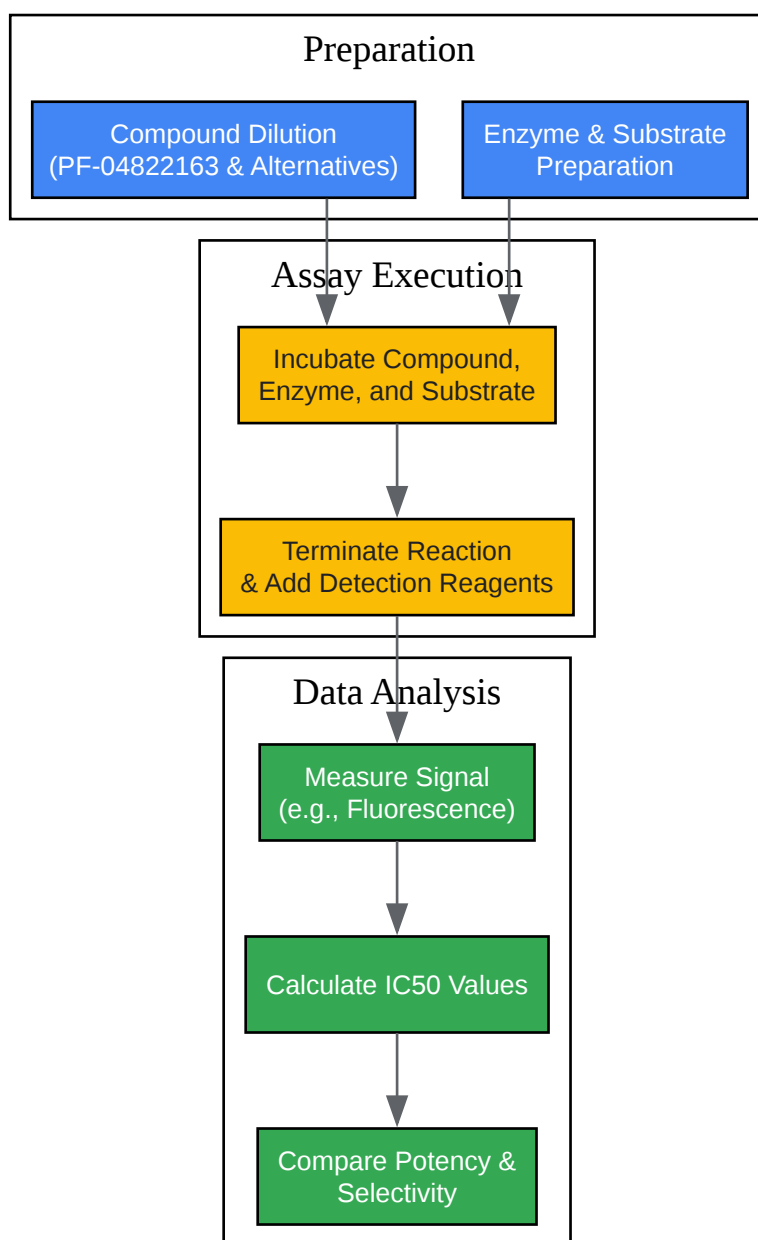 Preparation
Compound Dilution
(PF-04822163 & Alternatives)
Enzyme & Substrate
Preparation
Assay Execution
Incubate Compound,
Enzyme, and Substrate
Terminate Reaction
& Add Detection Reagents
Data Analysis
Measure Signal
(e.g., Fluorescence)
Calculate IC50 Values
Compare Potency &
Selectivity